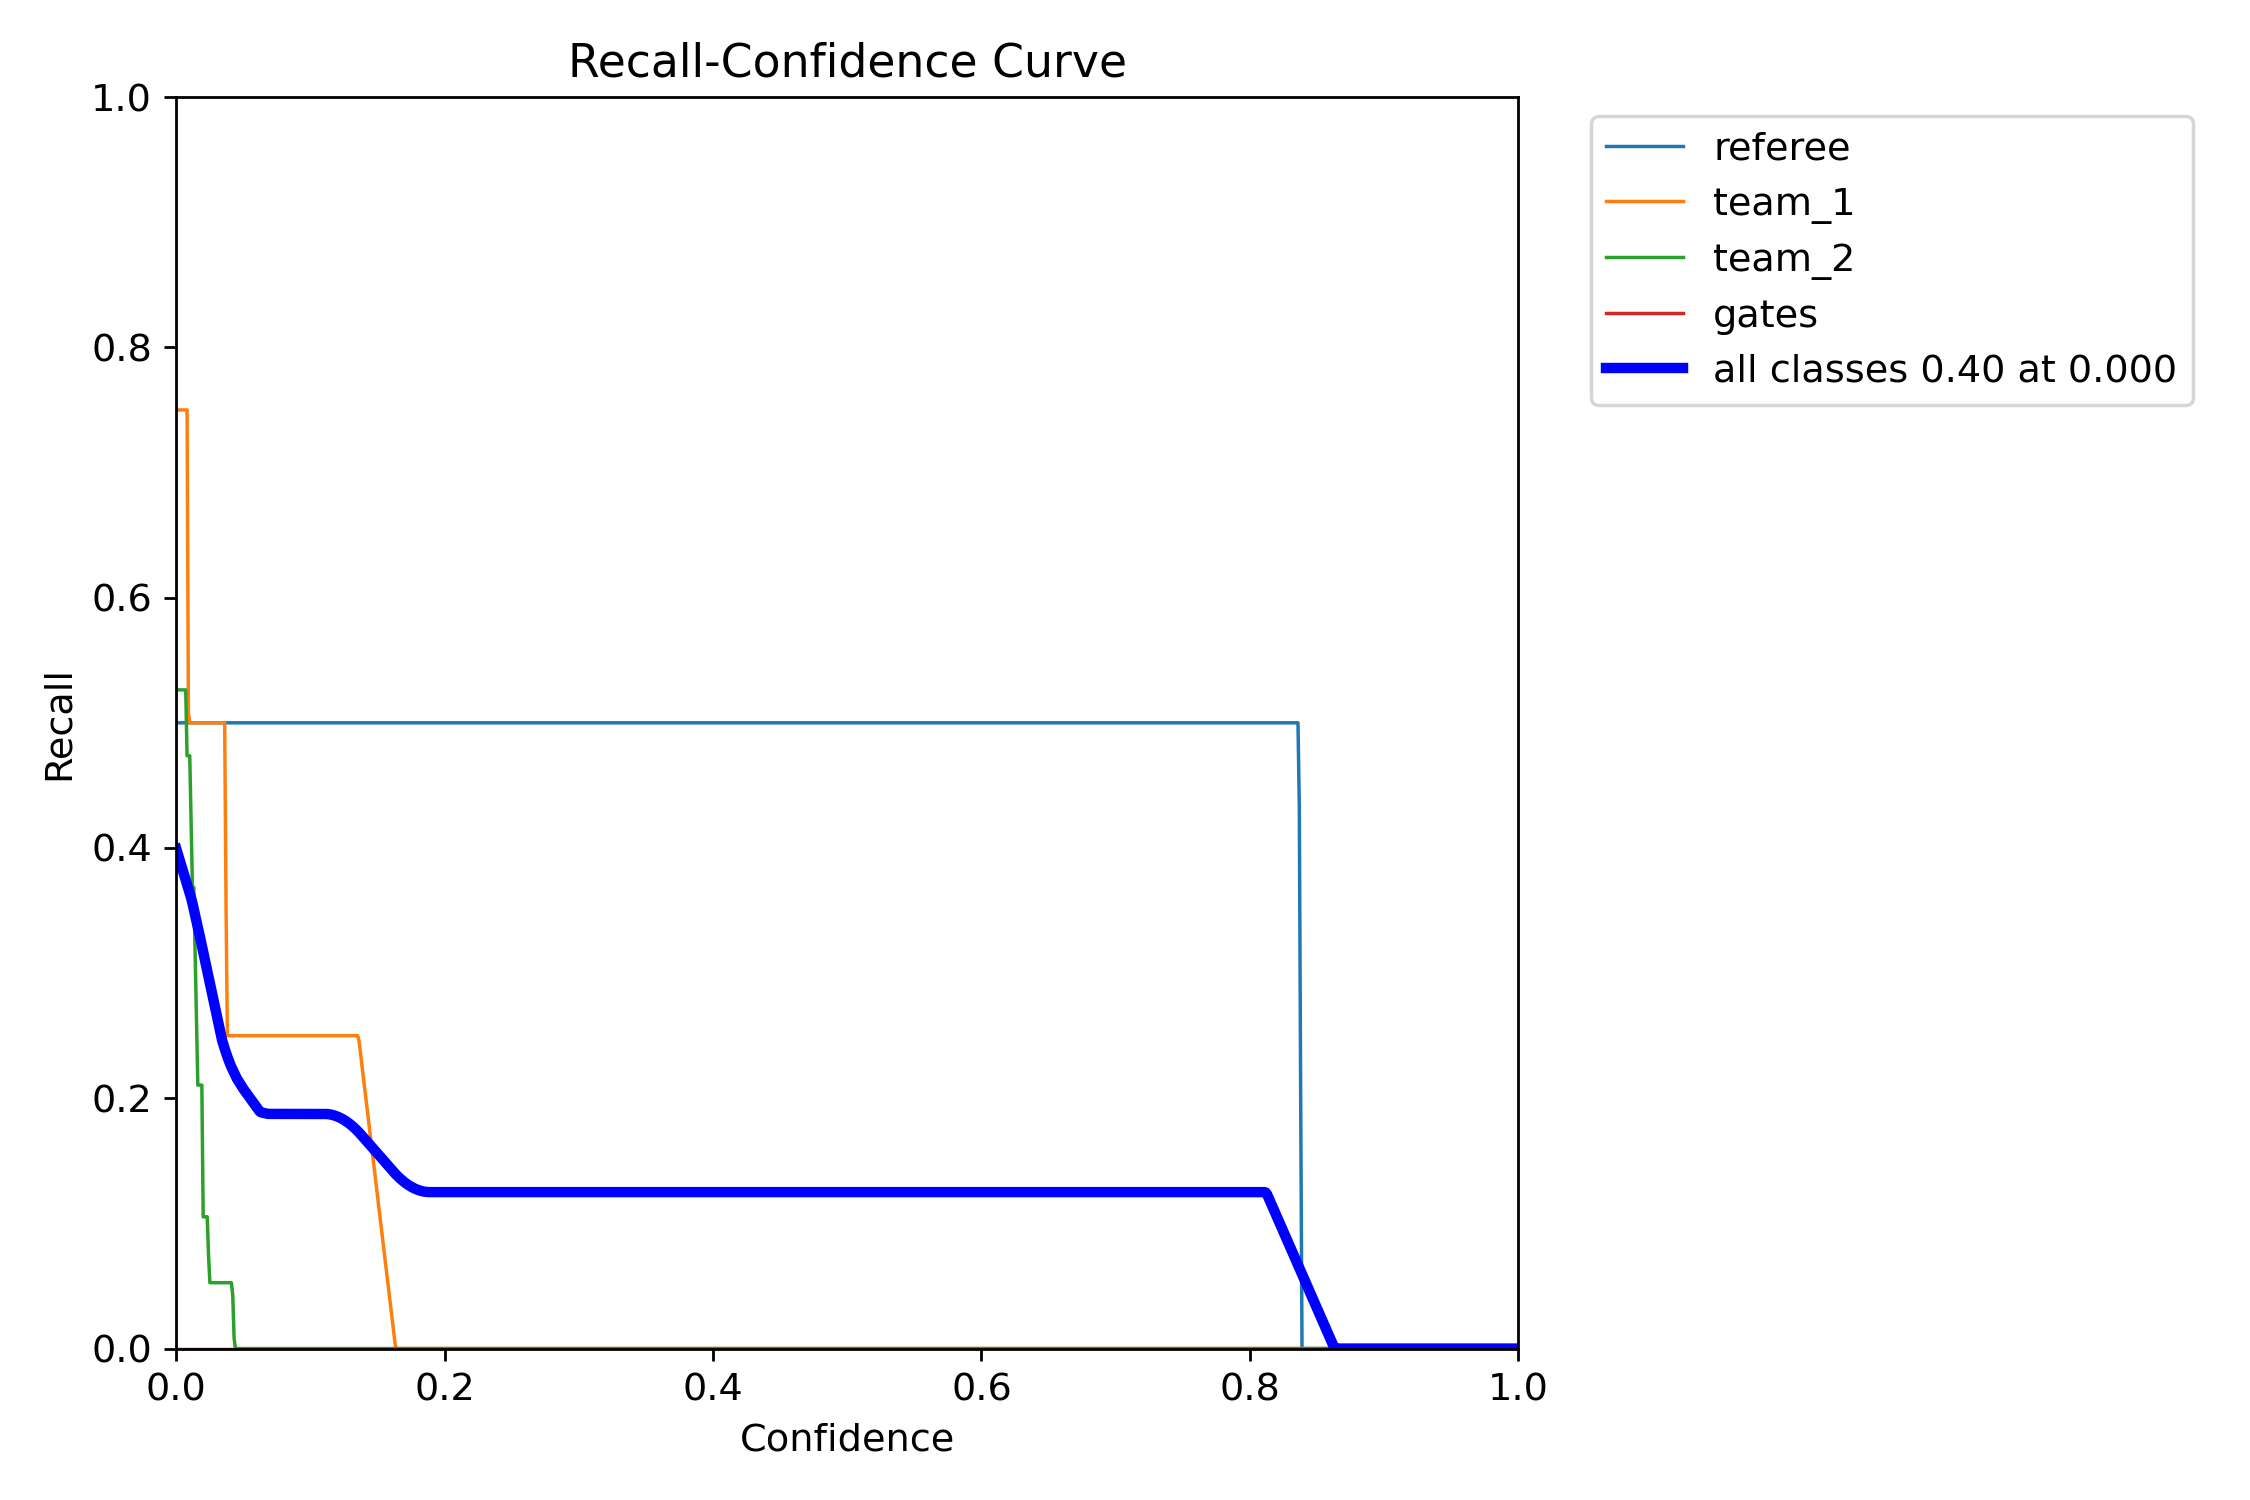 Recall-Confidence Curve
1.0
0.8
0.6
0.4
0.2
0.0
Recall
0.0 0.2 0.4 0.6 0.8 1.0
Confidence
referee
team_1
team_2
gates
all classes 0.40 at 0.000